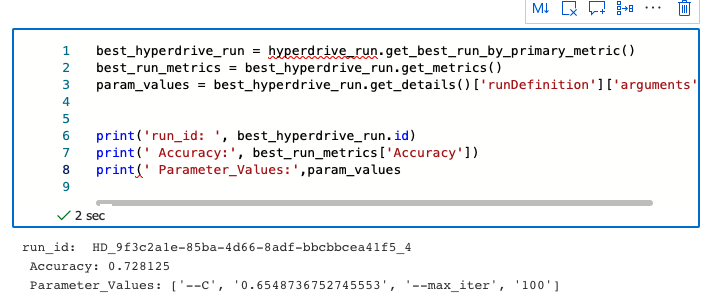 M↓
1 best_hyperdrive_run = hyperdrive_run.get_best_run_by_primary_metric()
2 best_run_metrics = best_hyperdrive_run.get_metrics()
3 param_values = best_hyperdrive_run.get_details()['runDefinition']['arguments'
4
5
6 print('run_id: ', best_hyperdrive_run.id)
7 print(' Accuracy:', best_run_metrics['Accuracy'])
8 print(' Parameter_Values:',param_values
9
2 sec
run_id:  HD_9f3c2a1e-85ba-4d66-8adf-bbcbbcea41f5_4
Accuracy: 0.728125
Parameter_Values: ['--C', '0.6548736752745553', '--max_iter', '100']